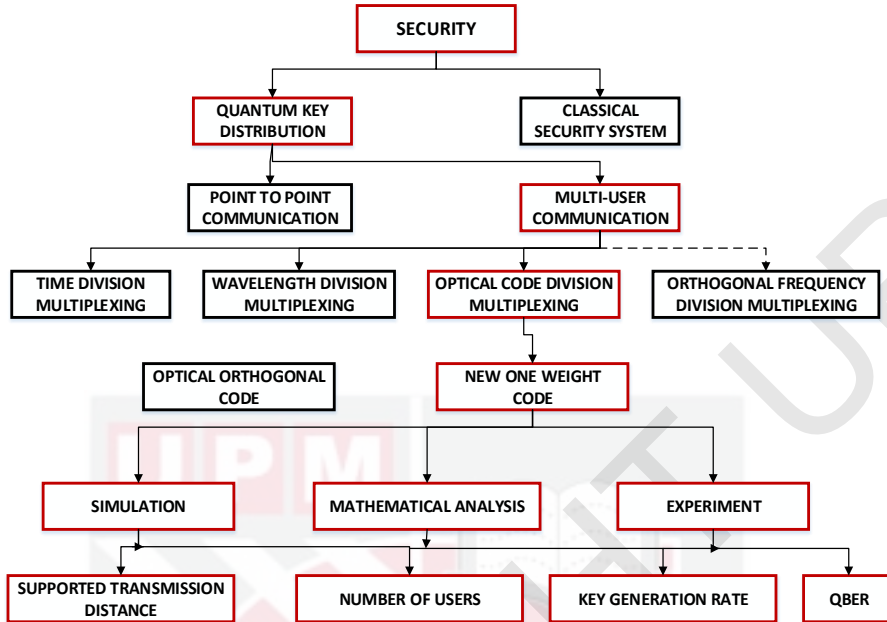 SECURITY
QUANTUM KEY
DISTRIBUTION
CLASSICAL
SECURITY SYSTEM
POINT TO POINT
COMMUNICATION
MULTI-USER
COMMUNICATION
TIME DIVISION
MULTIPLEXING
WAVELENGTH DIVISION
MULTIPLEXING
OPTICAL CODE DIVISION
MULTIPLEXING
ORTHOGONAL FREQUENCY
DIVISION MULTIPLEXING
OPTICAL ORTHOGONAL
CODE
NEW ONE WEIGHT
CODE
UPM
SIMULATION
MATHEMATICAL ANALYSIS
EXPERIMENT
SUPPORTED TRANSMISSION
DISTANCE
NUMBER OF USERS
KEY GENERATION RATE
QBER